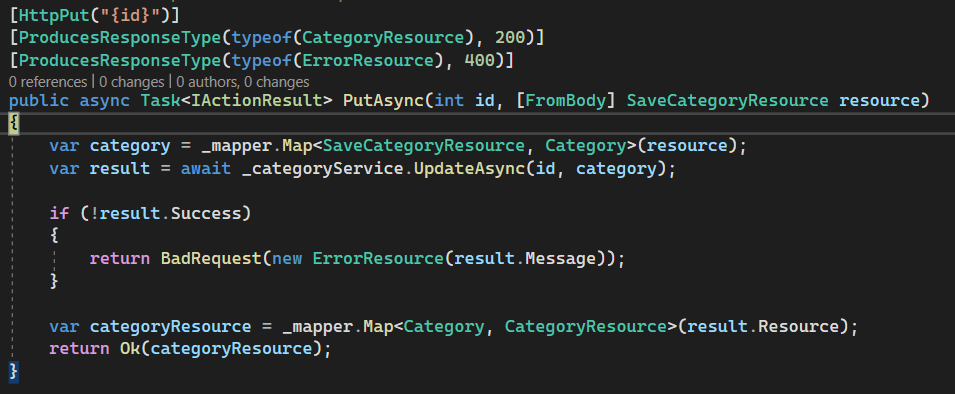 [HttpPut("{id}")]
[ProducesResponseType(typeof(CategoryResource), 200)]
[ProducesResponseType(typeof(ErrorResource), 400)]
0 references | 0 changes | 0 authors, 0 changes
public async Task<IActionResult> PutAsync(int id, [FromBody] SaveCategoryResource resource)
{
    var category = _mapper.Map<SaveCategoryResource, Category>(resource);
    var result = await _categoryService.UpdateAsync(id, category);

    if (!result.Success)
    {
        return BadRequest(new ErrorResource(result.Message));
    }

    var categoryResource = _mapper.Map<Category, CategoryResource>(result.Resource);
    return Ok(categoryResource);
}